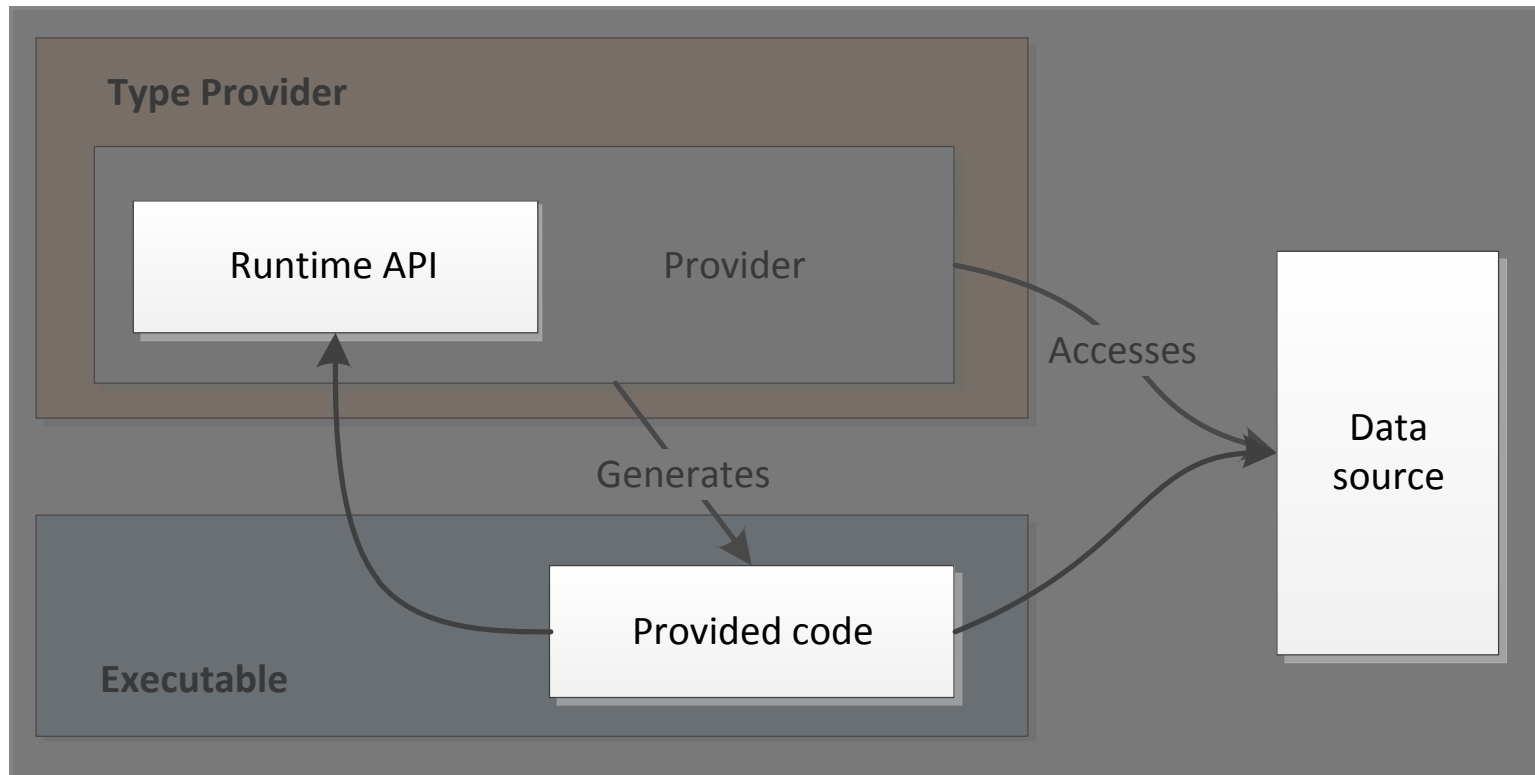 Type Provider
Runtime API
Provider
Accesses
Data
source
Generates
Provided code
Executable